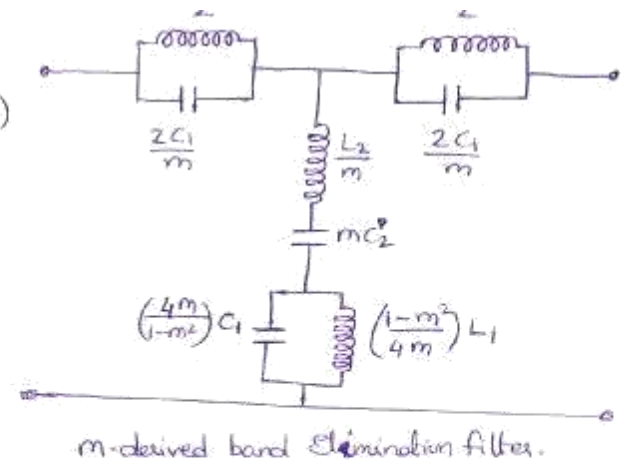 )
2C₁/m
L₂/m
2C₁/m
mC₂
(4m/1-m²) C₁
(1-m²/4m) L₁
m-derived band Elimination filter.